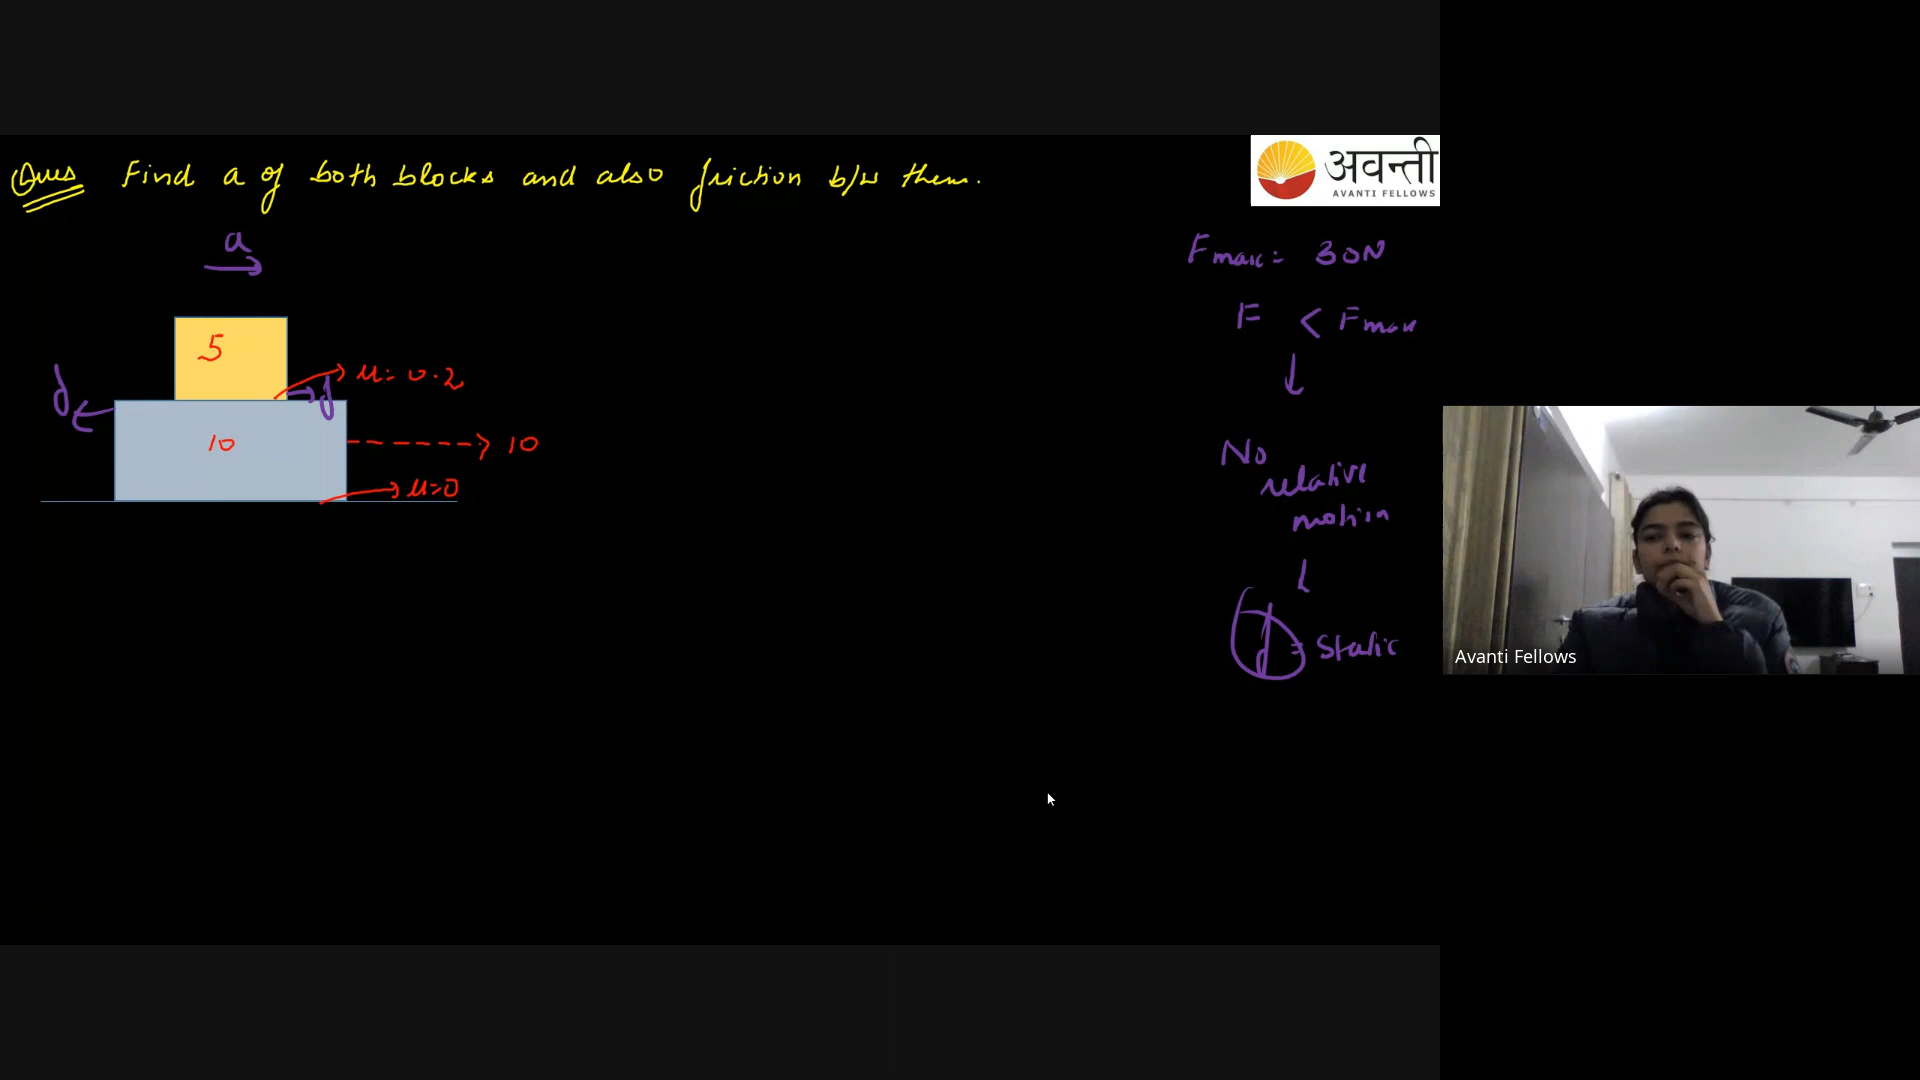 Ques Find a of both blocks and also friction b/w them.
अवन्ती
AVANTI FELLOWS
a
Fmax = 30N
F < Fmax
5
μ = 0.2
f
f
10
10
μ=0
No
relative
motion
f = Static
Avanti Fellows